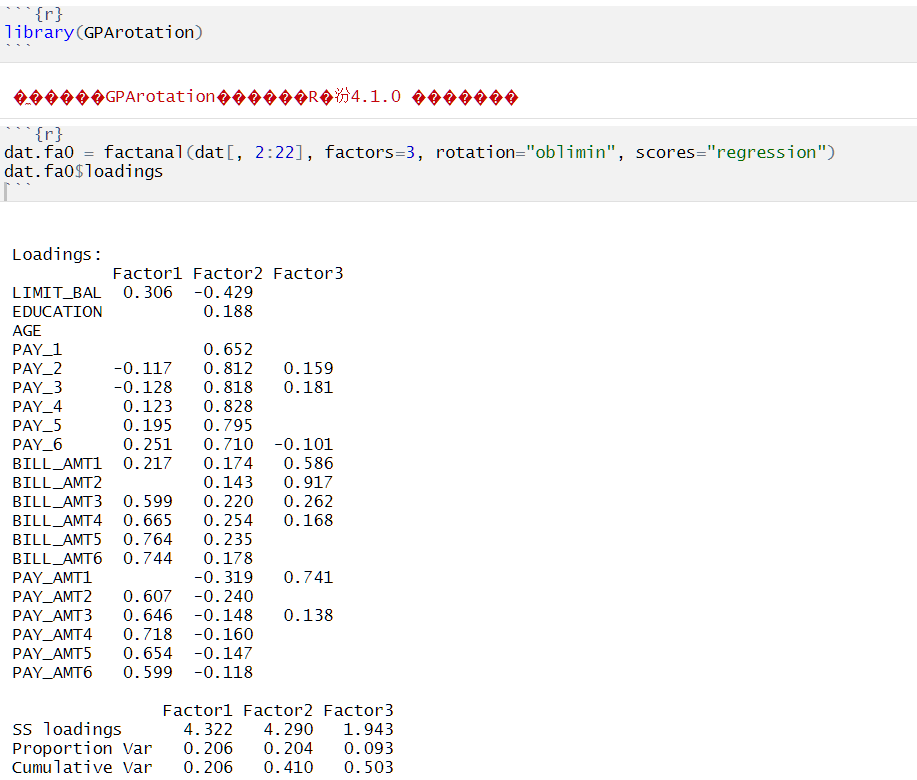 ```{r}
library(GPArotation)
```
��������GPArotation������R�汾4.1.0 �������
```{r}
dat.fa0 = factanal(dat[, 2:22], factors=3, rotation="oblimin", scores="regression")
dat.fa0$loadings
```
Loadings:
Factor1 Factor2 Factor3
LIMIT_BAL 0.306 -0.429
EDUCATION 0.188
AGE
PAY_1 0.652
PAY_2 -0.117 0.812 0.159
PAY_3 -0.128 0.818 0.181
PAY_4 0.123 0.828
PAY_5 0.195 0.795
PAY_6 0.251 0.710 -0.101
BILL_AMT1 0.217 0.174 0.586
BILL_AMT2 0.143 0.917
BILL_AMT3 0.599 0.220 0.262
BILL_AMT4 0.665 0.254 0.168
BILL_AMT5 0.764 0.235
BILL_AMT6 0.744 0.178
PAY_AMT1 -0.319 0.741
PAY_AMT2 0.607 -0.240
PAY_AMT3 0.646 -0.148 0.138
PAY_AMT4 0.718 -0.160
PAY_AMT5 0.654 -0.147
PAY_AMT6 0.599 -0.118
Factor1 Factor2 Factor3
SS loadings 4.322 4.290 1.943
Proportion Var 0.206 0.204 0.093
Cumulative Var 0.206 0.410 0.503